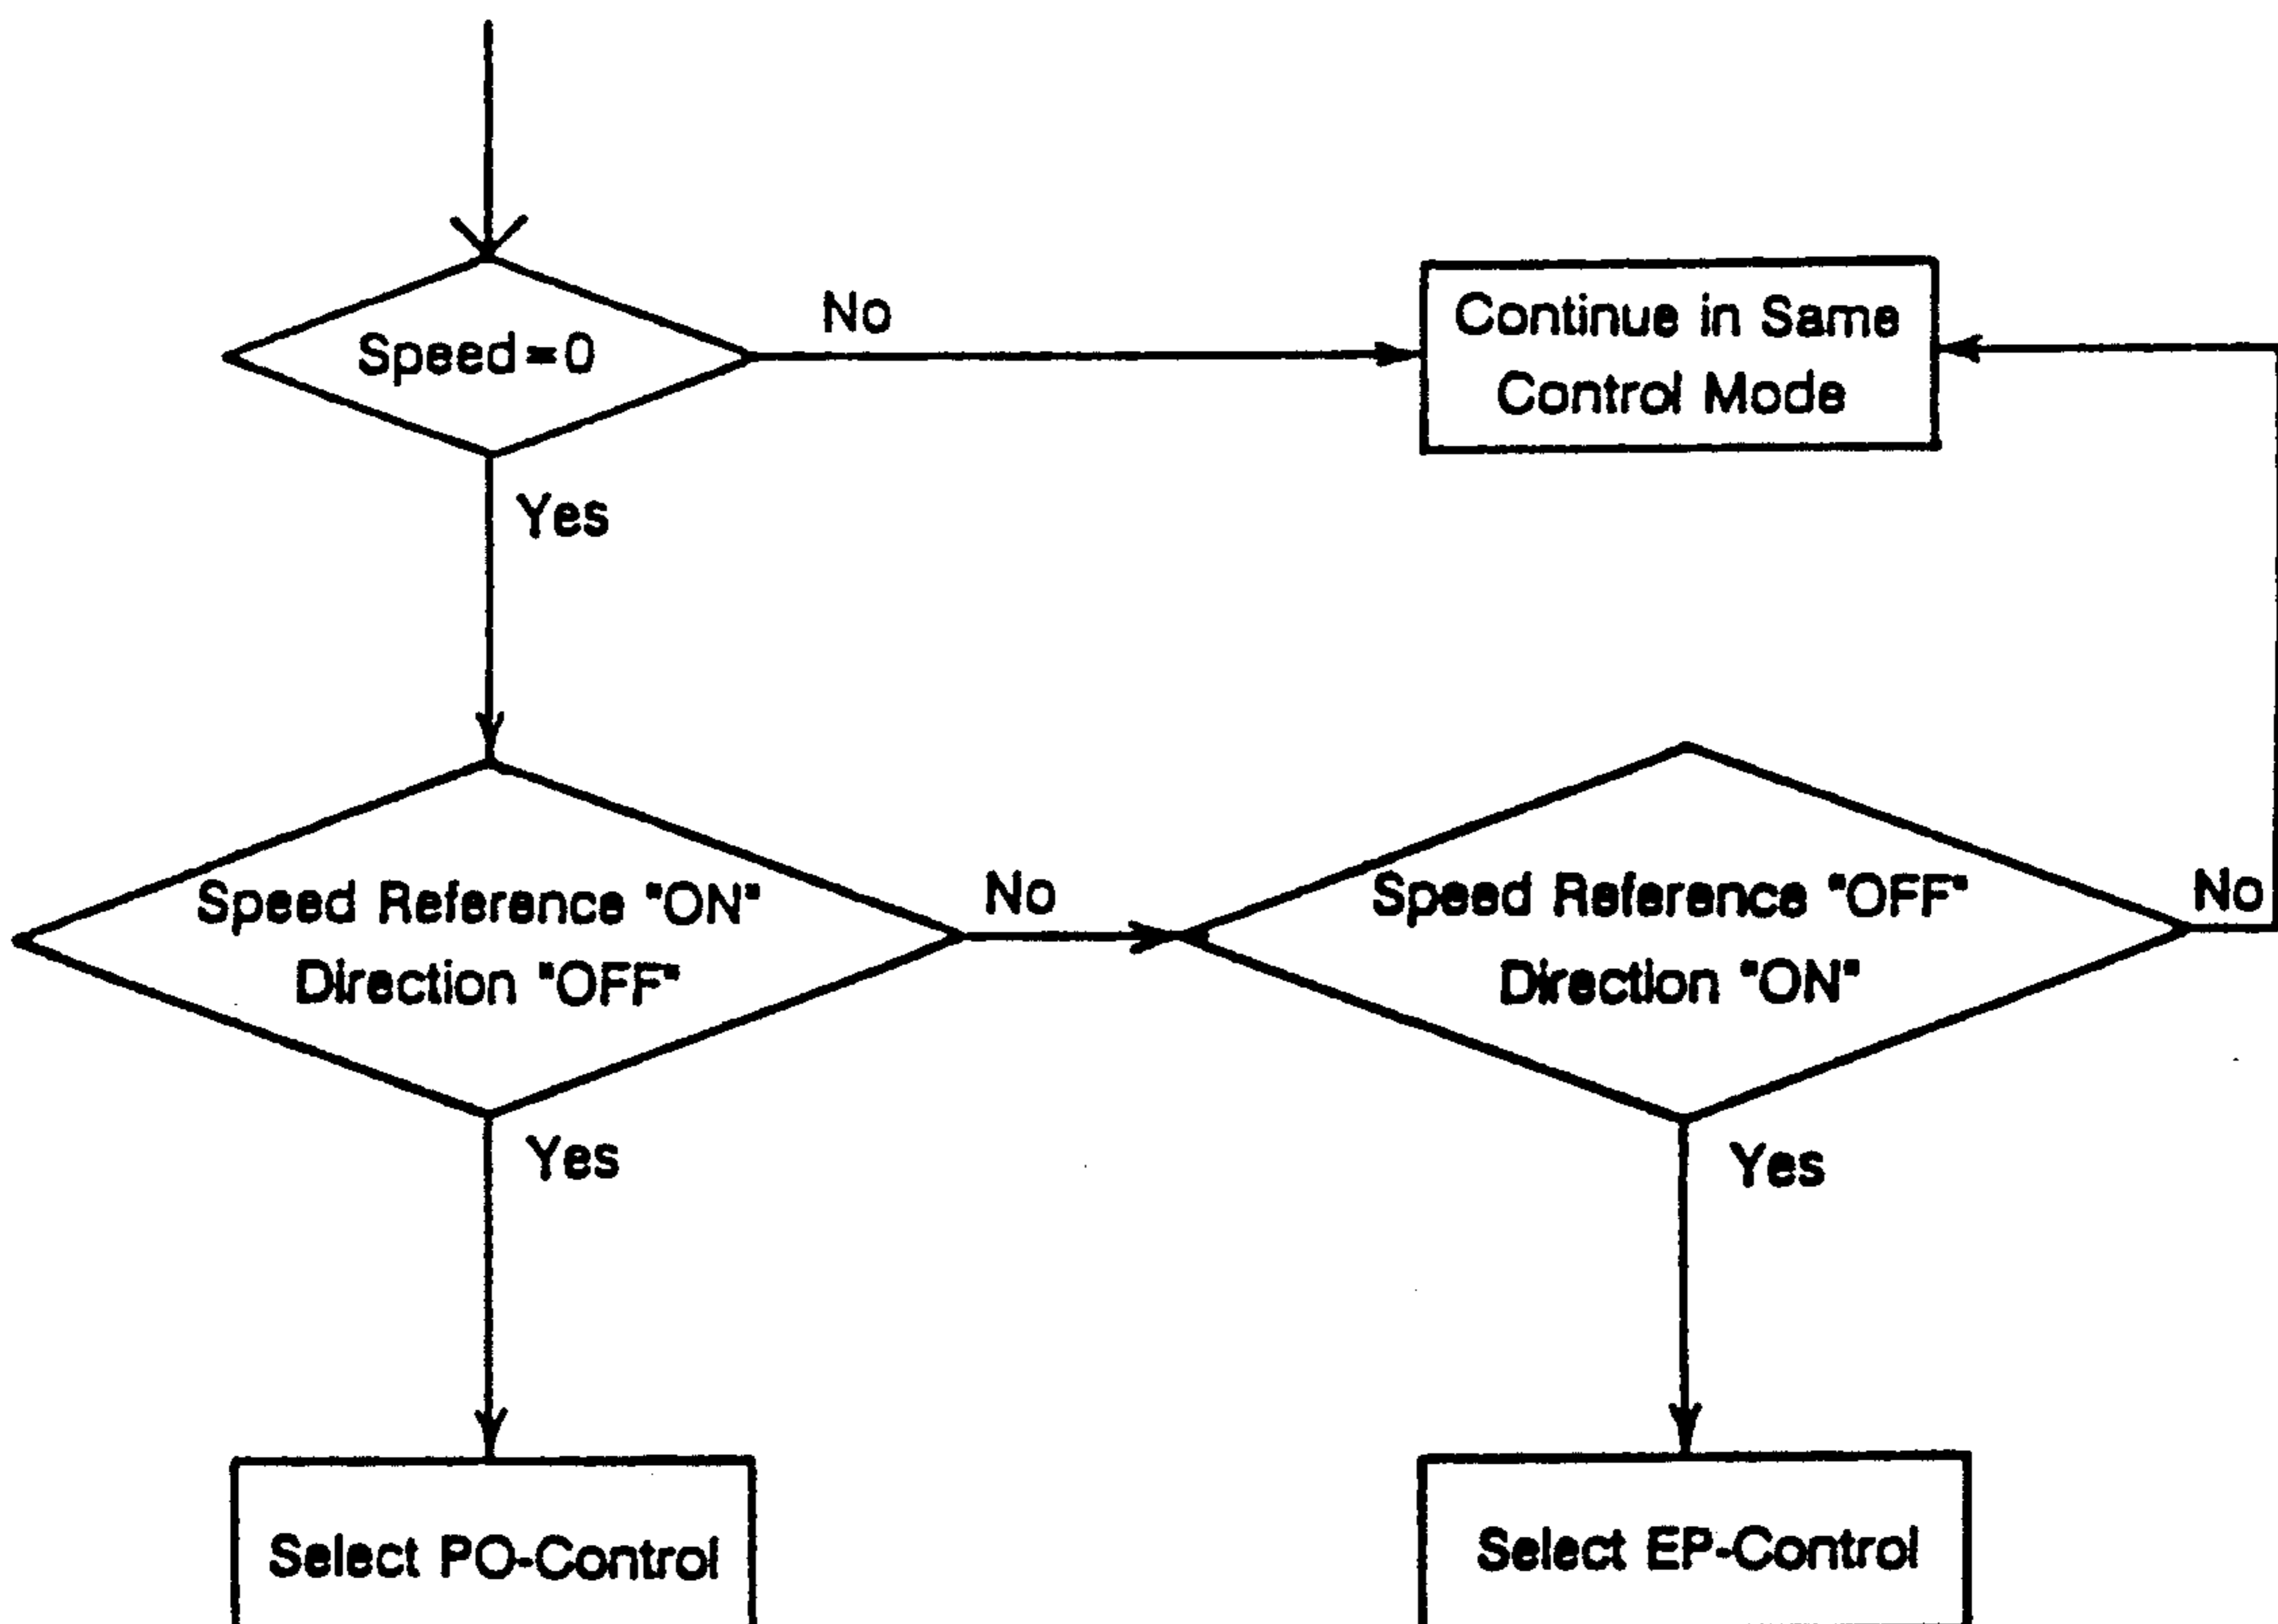 Speed=0
No
Continue in Same
Control Mode
Yes
Speed Reference "ON"
Direction "OFF"
No
Speed Reference "OFF"
Direction "ON"
No
Yes
Yes
Select PO-Control
Select EP-Control